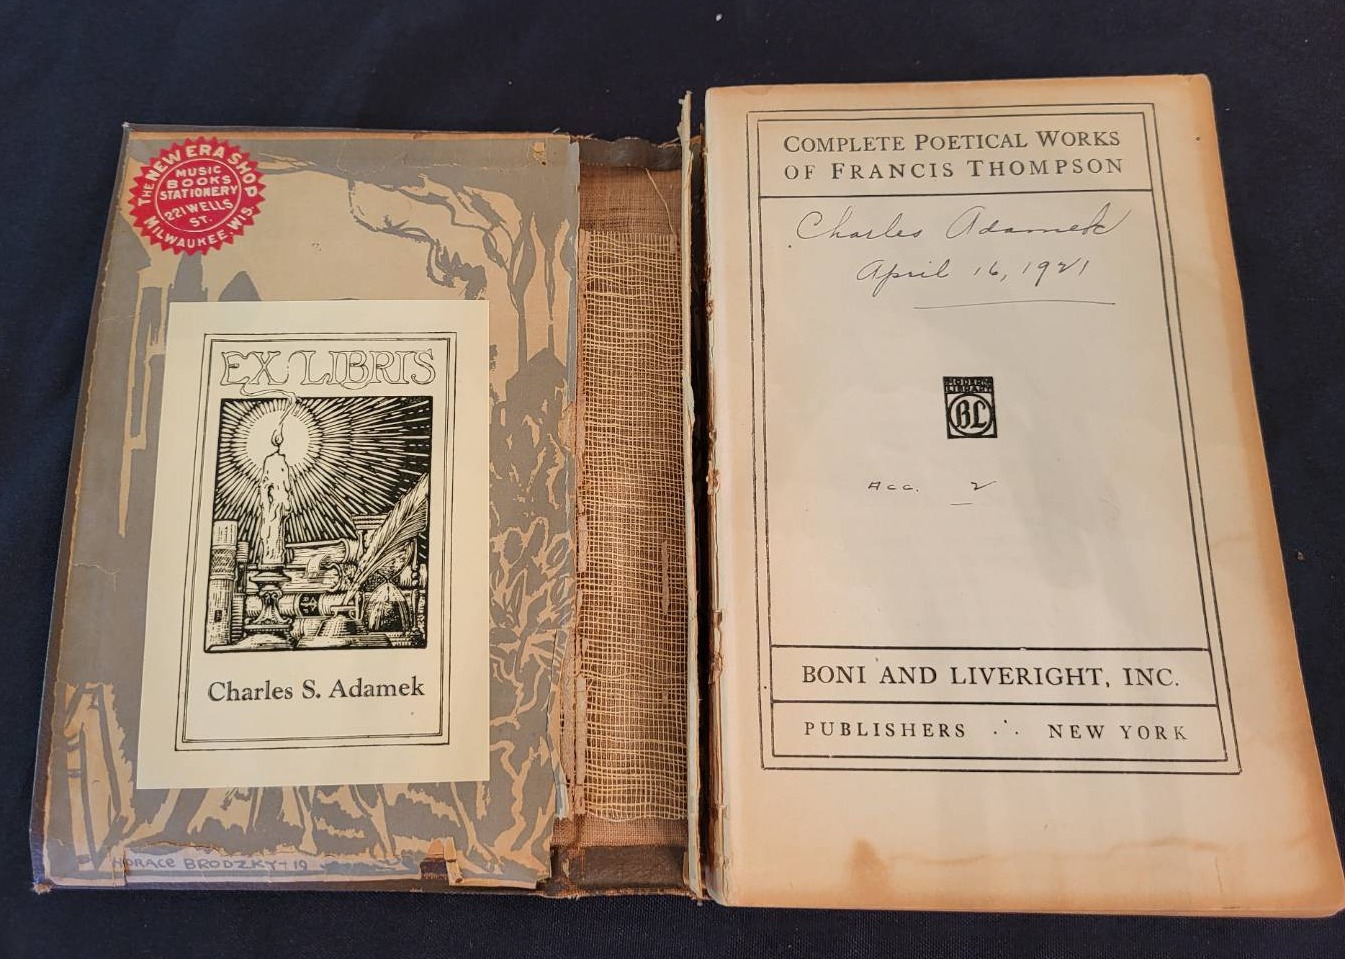 THE NEW ERA SHOP
MUSIC
BOOKS
STATIONERY
221 WELLS
ST.
MILWAUKEE, WIS.
EX LIBRIS
Charles S. Adamek
HORACE BRODZKY-19
COMPLETE POETICAL WORKS
OF FRANCIS THOMPSON
Charles Adamek
April 16, 1921
MODERN
LIBRARY
BL
Acc. 2
BONI AND LIVERIGHT, INC.
PUBLISHERS . . . NEW YORK